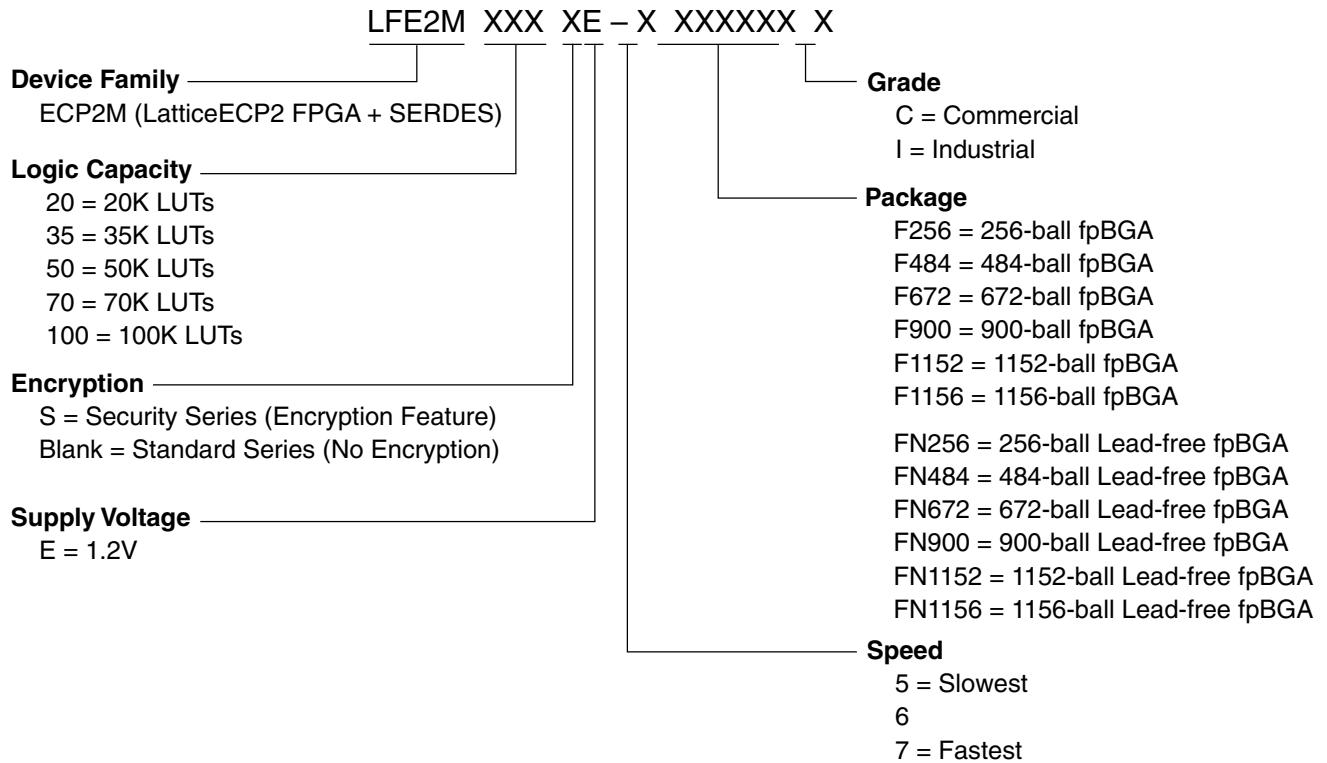 LFE2M XXX XE – X XXXXXX X
Device Family
ECP2M (LatticeECP2 FPGA + SERDES)
Logic Capacity
20 = 20K LUTs
35 = 35K LUTs
50 = 50K LUTs
70 = 70K LUTs
100 = 100K LUTs
Encryption
S = Security Series (Encryption Feature)
Blank = Standard Series (No Encryption)
Supply Voltage
E = 1.2V
Grade
C = Commercial
I = Industrial
Package
F256 = 256-ball fpBGA
F484 = 484-ball fpBGA
F672 = 672-ball fpBGA
F900 = 900-ball fpBGA
F1152 = 1152-ball fpBGA
F1156 = 1156-ball fpBGA
FN256 = 256-ball Lead-free fpBGA
FN484 = 484-ball Lead-free fpBGA
FN672 = 672-ball Lead-free fpBGA
FN900 = 900-ball Lead-free fpBGA
FN1152 = 1152-ball Lead-free fpBGA
FN1156 = 1156-ball Lead-free fpBGA
Speed
5 = Slowest
6
7 = Fastest